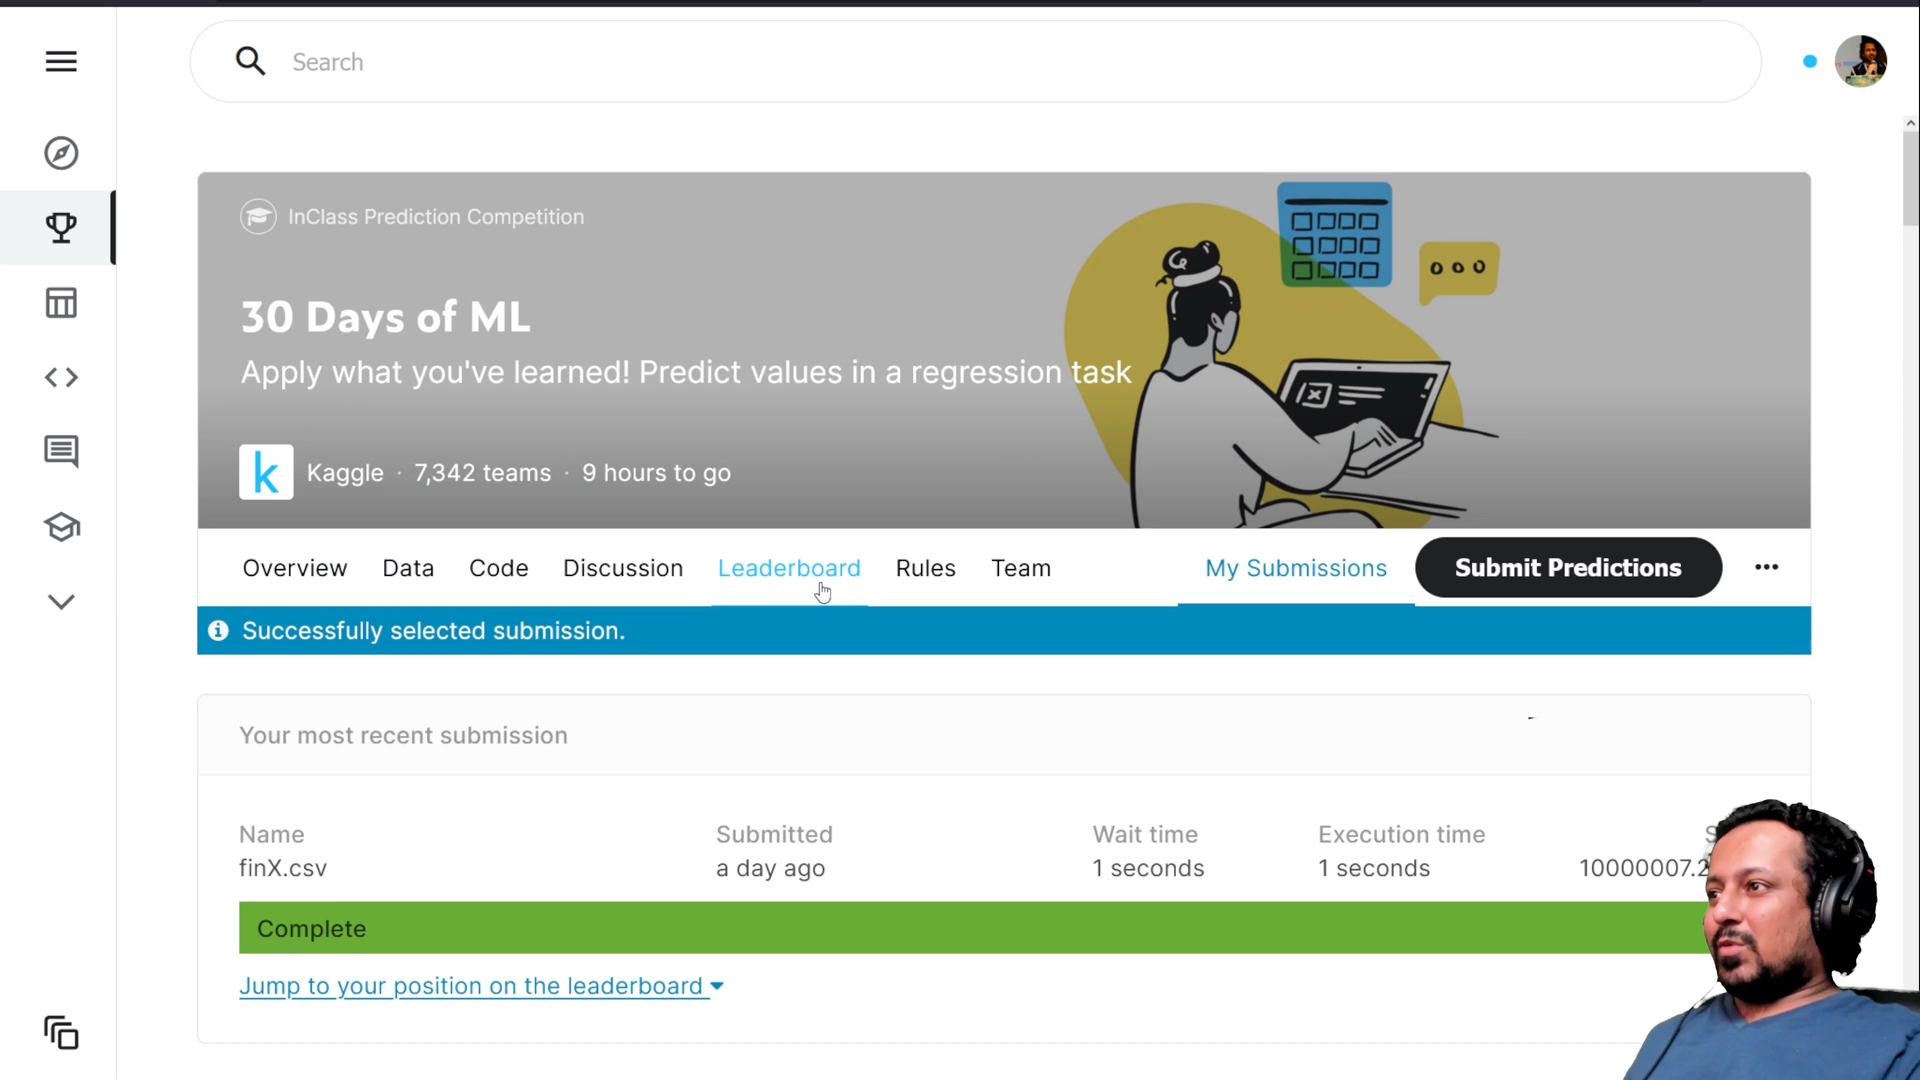 Search
InClass Prediction Competition
30 Days of ML
Apply what you've learned! Predict values in a regression task
k Kaggle · 7,342 teams · 9 hours to go
Overview Data Code Discussion Leaderboard Rules Team My Submissions Submit Predictions
Successfully selected submission.
Your most recent submission
Name Submitted Wait time Execution time
finX.csv a day ago 1 seconds 1 seconds 10000007.2
Complete
Jump to your position on the leaderboard